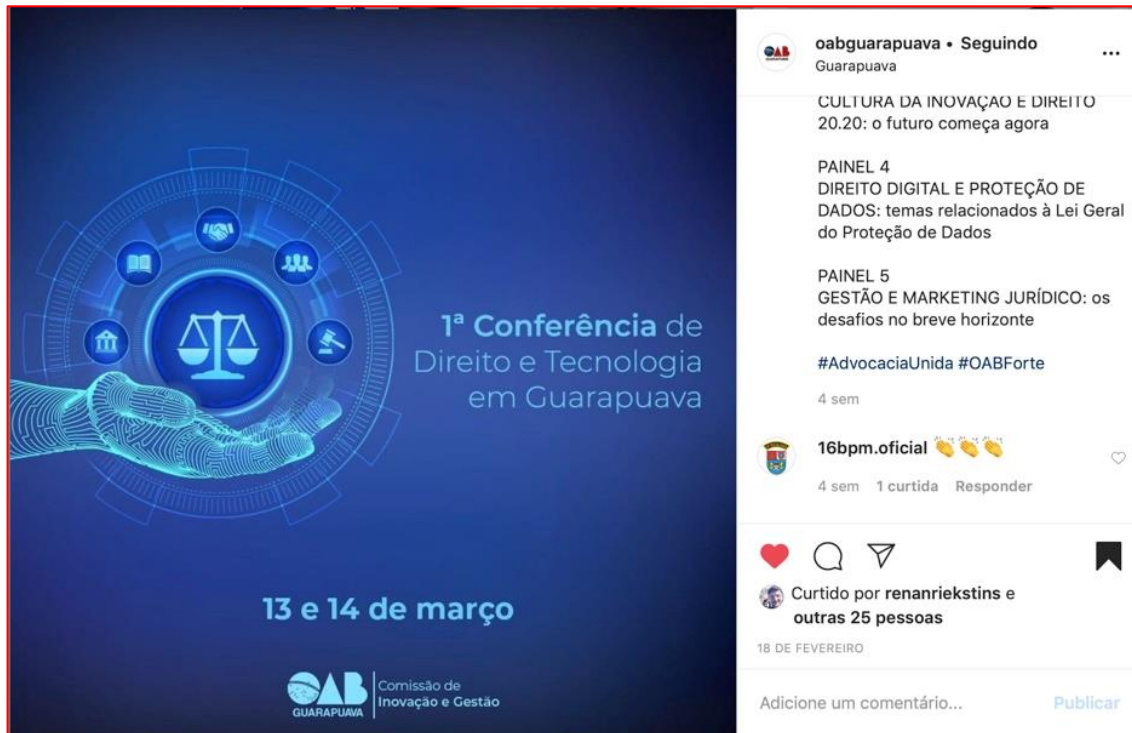 1ª Conferência de
Direito e Tecnologia
em Guarapuava
13 e 14 de março
OAB
GUARAPUAVA
Comissão de
Inovação e Gestão
oabguarapuava • Seguindo
Guarapuava
CULTURA DA INOVAÇÃO E DIREITO
20.20: o futuro começa agora
PAINEL 4
DIREITO DIGITAL E PROTEÇÃO DE
DADOS: temas relacionados à Lei Geral
do Proteção de Dados
PAINEL 5
GESTÃO E MARKETING JURÍDICO: os
desafios no breve horizonte
#AdvocaciaUnida #OABForte
4 sem
16bpm.oficial 👏👏👏
4 sem 1 curtida Responder
Curtido por renanriekstins e
outras 25 pessoas
18 DE FEVEREIRO
Adicione um comentário... Publicar